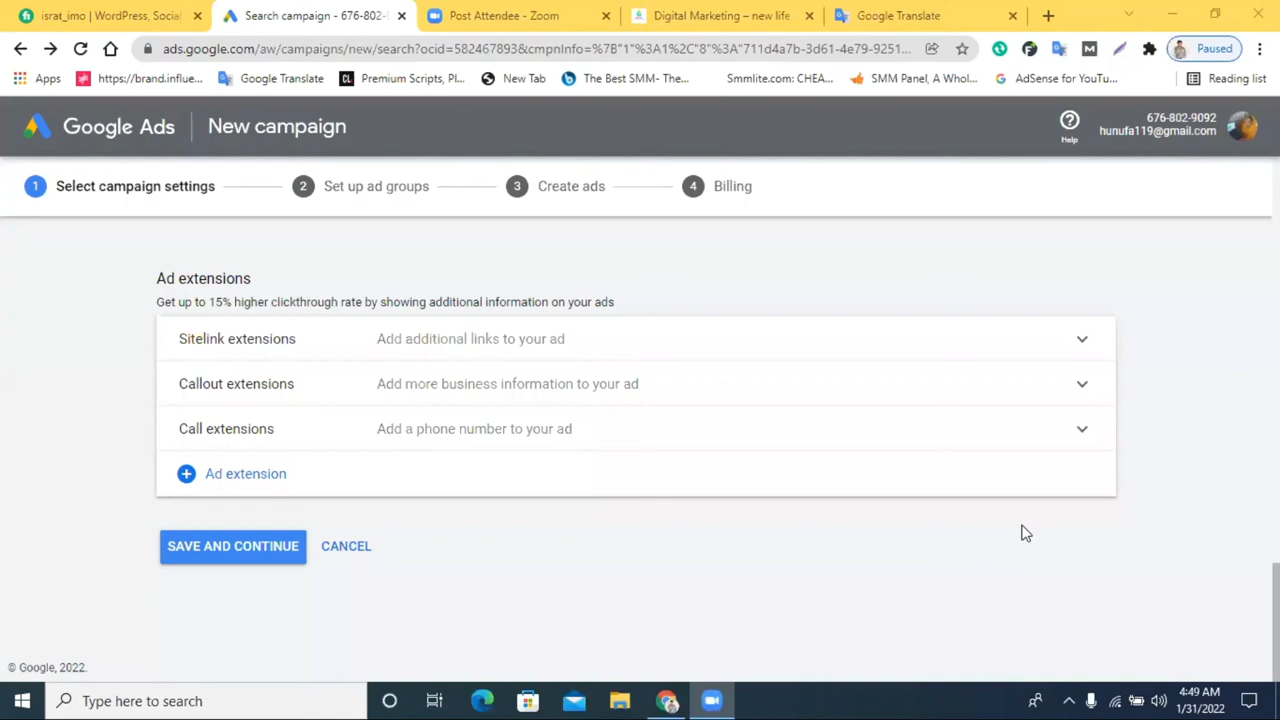 israt_imo | WordPress, Social
Search campaign - 676-802-
Post Attendee - Zoom
Digital Marketing – new life
Google Translate
ads.google.com/aw/campaigns/new/search?ocid=582467893&cmpnInfo=%7B"1"%3A1%2C"8"%3A"711d4a7b-3d61-4e79-9251...
Paused
Apps
https://brand.influe...
Google Translate
Premium Scripts, Pl...
New Tab
The Best SMM- The...
Smmlite.com: CHEA...
SMM Panel, A Whol...
AdSense for YouTu...
Reading list
Google Ads
New campaign
Help
676-802-9092
hunufa119@gmail.com
1 Select campaign settings
2 Set up ad groups
3 Create ads
4 Billing
Ad extensions
Get up to 15% higher clickthrough rate by showing additional information on your ads
Sitelink extensions Add additional links to your ad
Callout extensions Add more business information to your ad
Call extensions Add a phone number to your ad
Ad extension
SAVE AND CONTINUE
CANCEL
© Google, 2022.
Type here to search
4:49 AM
1/31/2022